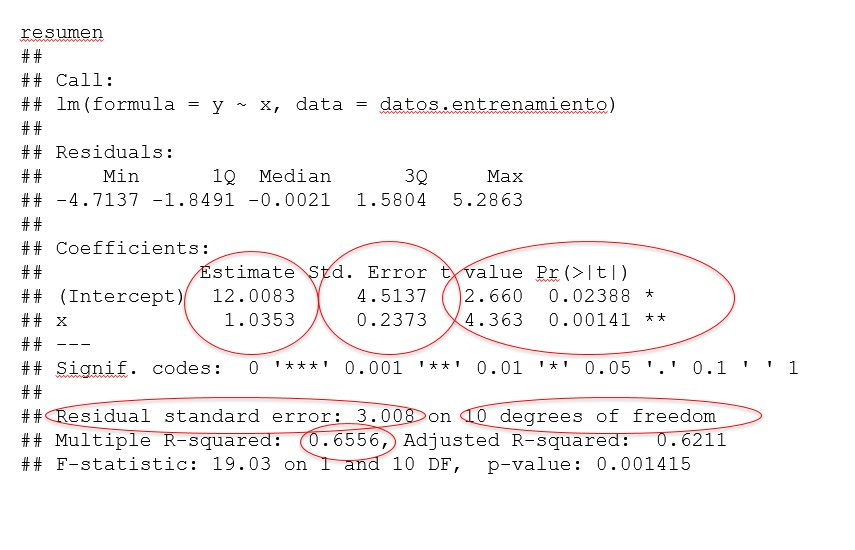 resumen
##
## Call:
## lm(formula = y ~ x, data = datos.entrenamiento)
##
## Residuals:
##     Min      1Q  Median      3Q     Max
## -4.7137 -1.8491 -0.0021  1.5804  5.2863
##
## Coefficients:
##             Estimate Std. Error t value Pr(>|t|)
## (Intercept)  12.0083     4.5137   2.660  0.02388 *
## x             1.0353     0.2373   4.363  0.00141 **
## ---
## Signif. codes:  0 '***' 0.001 '**' 0.01 '*' 0.05 '.' 0.1 ' ' 1
##
## Residual standard error: 3.008 on 10 degrees of freedom
## Multiple R-squared:  0.6556, Adjusted R-squared:  0.6211
## F-statistic: 19.03 on 1 and 10 DF,  p-value: 0.001415